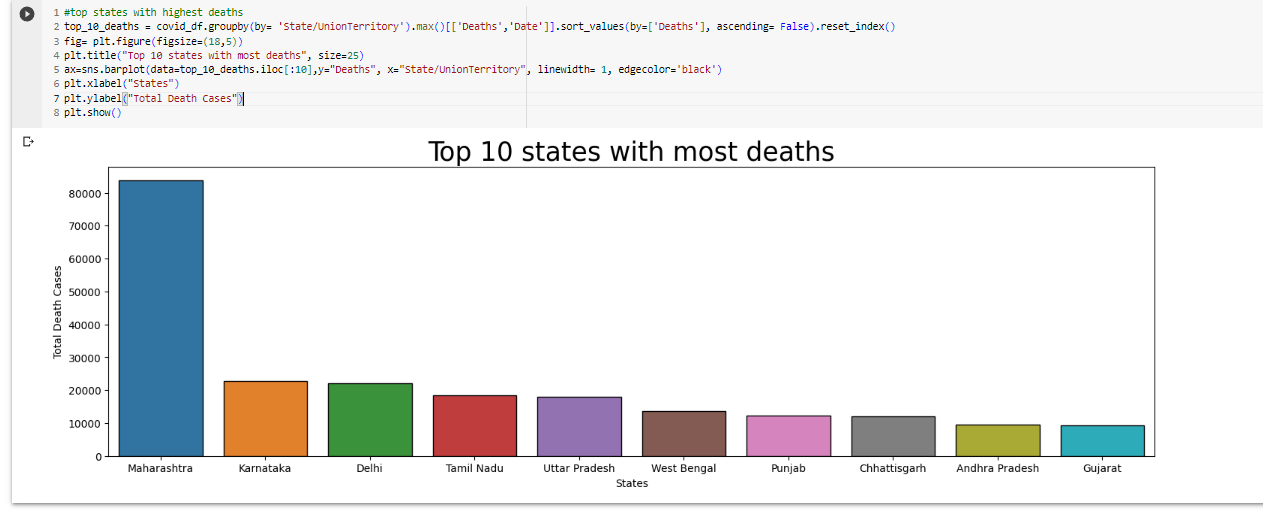 1 #top states with highest deaths
2 top_10_deaths = covid_df.groupby(by= 'State/UnionTerritory').max()[['Deaths','Date']].sort_values(by=['Deaths'], ascending= False).reset_index()
3 fig= plt.figure(figsize=(18,5))
4 plt.title("Top 10 states with most deaths", size=25)
5 ax=sns.barplot(data=top_10_deaths.iloc[:10],y="Deaths", x="State/UnionTerritory", linewidth= 1, edgecolor='black')
6 plt.xlabel("States")
7 plt.ylabel("Total Death Cases")
8 plt.show()
Top 10 states with most deaths
80000
70000
60000
50000
40000
30000
20000
10000
0
Total Death Cases
Maharashtra Karnataka Delhi Tamil Nadu Uttar Pradesh West Bengal Punjab Chhattisgarh Andhra Pradesh Gujarat
States